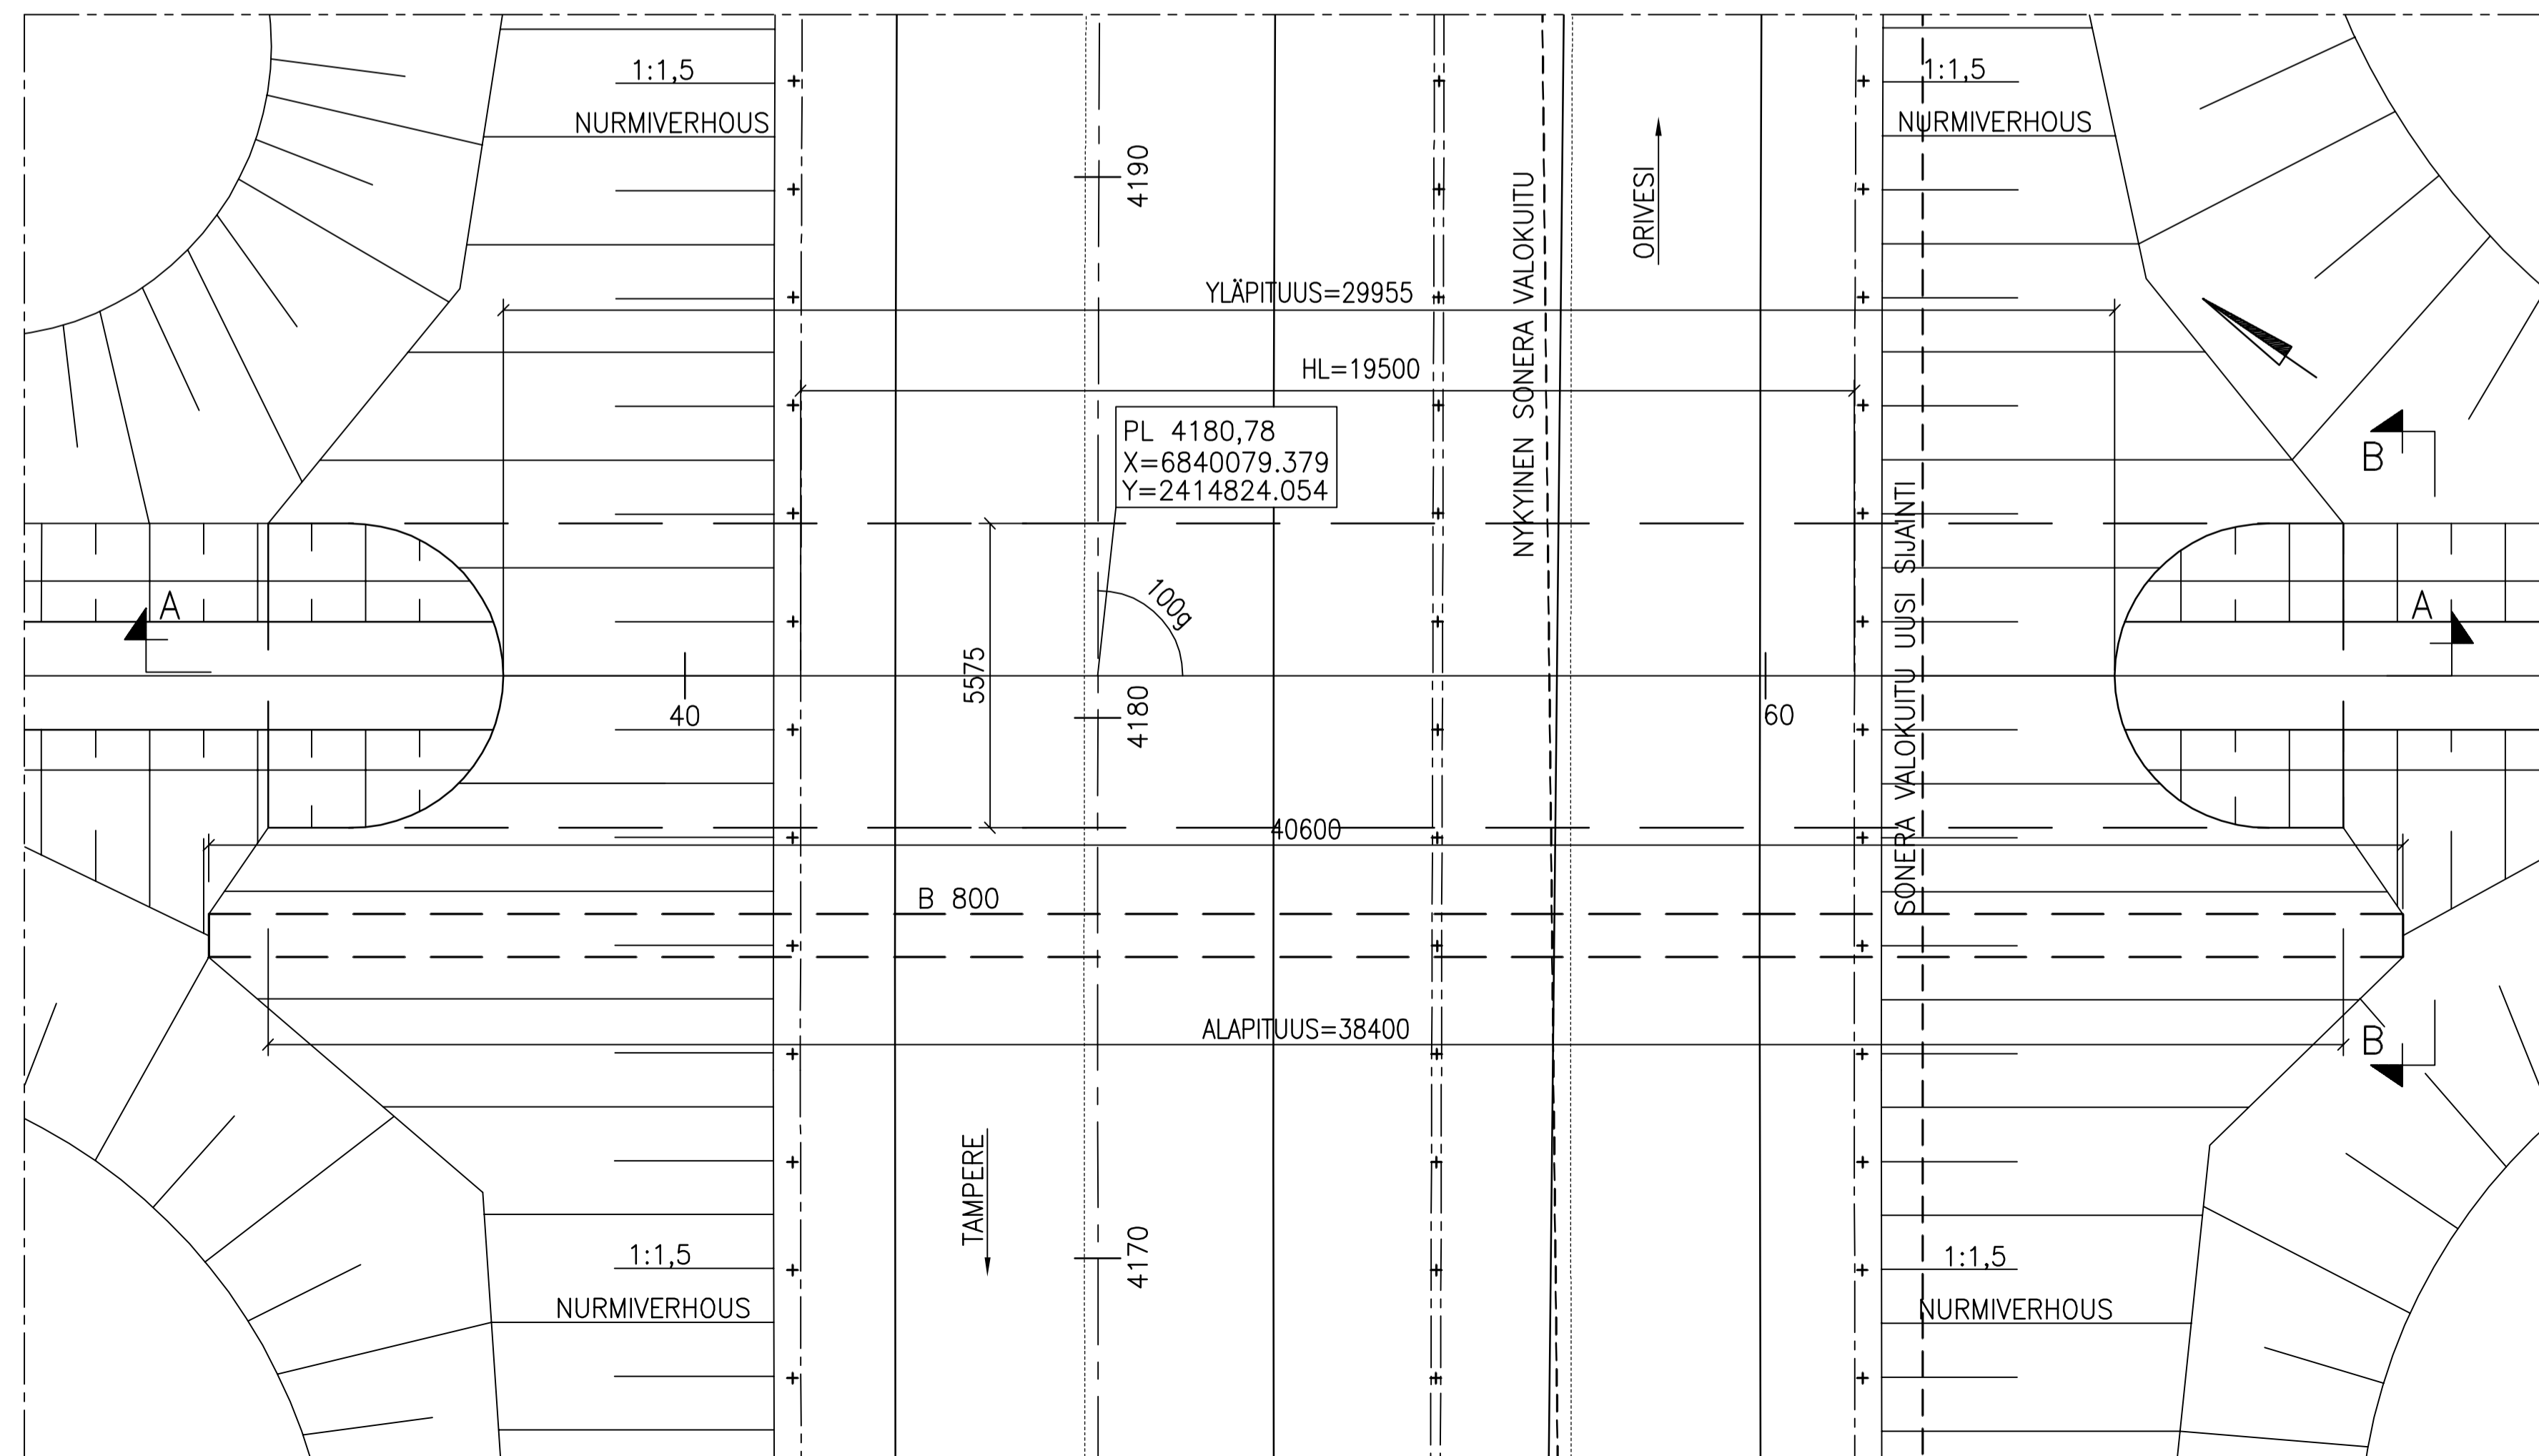 1:1,5
1:1,5
NURMIVERHOUS
NURMIVERHOUS
4190
ORIVESI
NYKYINEN SONERA VALOKUITU
YLÄPITUUS=29955
HL=19500
PL 4180,78
X=6840079.379
Y=2414824.054
B
SONERA VALOKUITU UUSI SIJAINTI
A
100g
A
5575
40
4180
60
40600
B 800
ALAPITUUS=38400
B
TAMPERE
4170
1:1,5
1:1,5
NURMIVERHOUS
NURMIVERHOUS